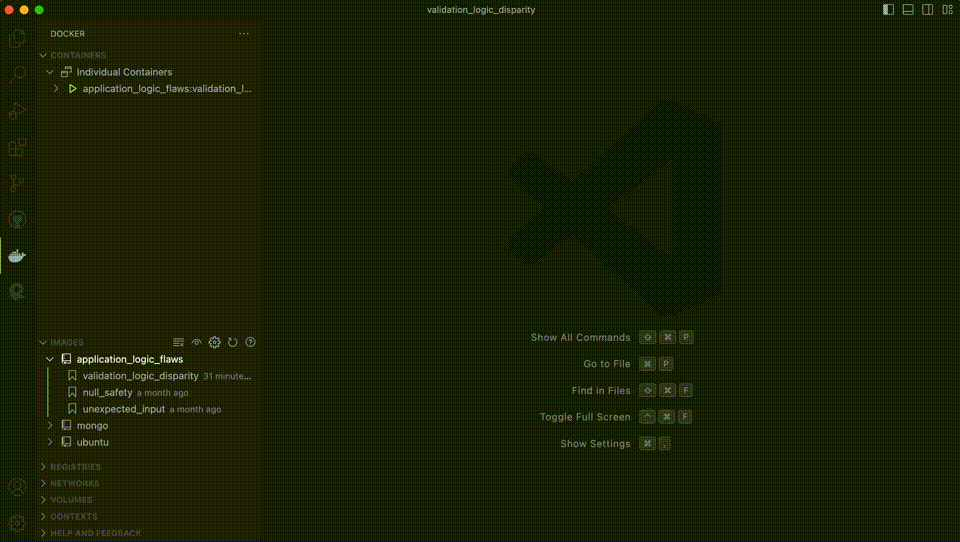 validation_logic_disparity
DOCKER
CONTAINERS
Individual Containers
application_logic_flaws:validation_l...
IMAGES
application_logic_flaws
validation_logic_disparity 31 minute...
null_safety a month ago
unexpected_input a month ago
mongo
ubuntu
REGISTRIES
NETWORKS
VOLUMES
CONTEXTS
HELP AND FEEDBACK
Show All Commands ⇧ ⌘ P
Go to File ⌘ P
Find in Files ⇧ ⌘ F
Toggle Full Screen ^ ⌘ F
Show Settings ⌘ ,